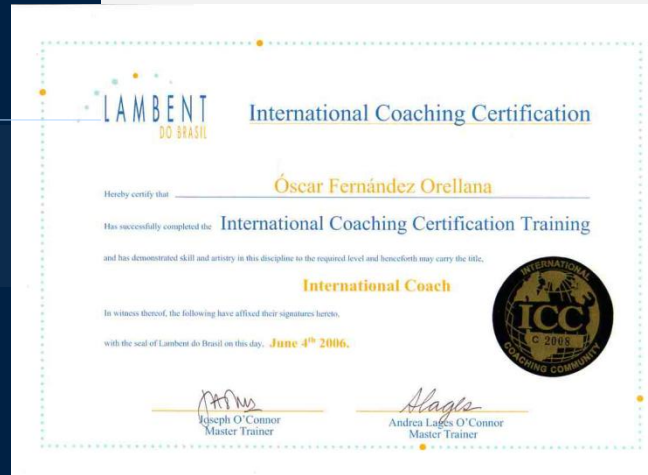 LAMBENT
DO BRASIL
International Coaching Certification
Hereby certify that Óscar Fernández Orellana
Has successfully completed the International Coaching Certification Training
and has demonstrated skill and artistry in this discipline to the required level and henceforth may carry the title,
International Coach
In witness thereof, the following have affixed their signatures hereto,
with the seal of Lambent do Brasil on this day, June 4th 2006.
INTERNATIONAL
ICC
C 2008
COACHING COMMUNITY
Joseph O'Connor
Master Trainer
Andrea Lages O'Connor
Master Trainer